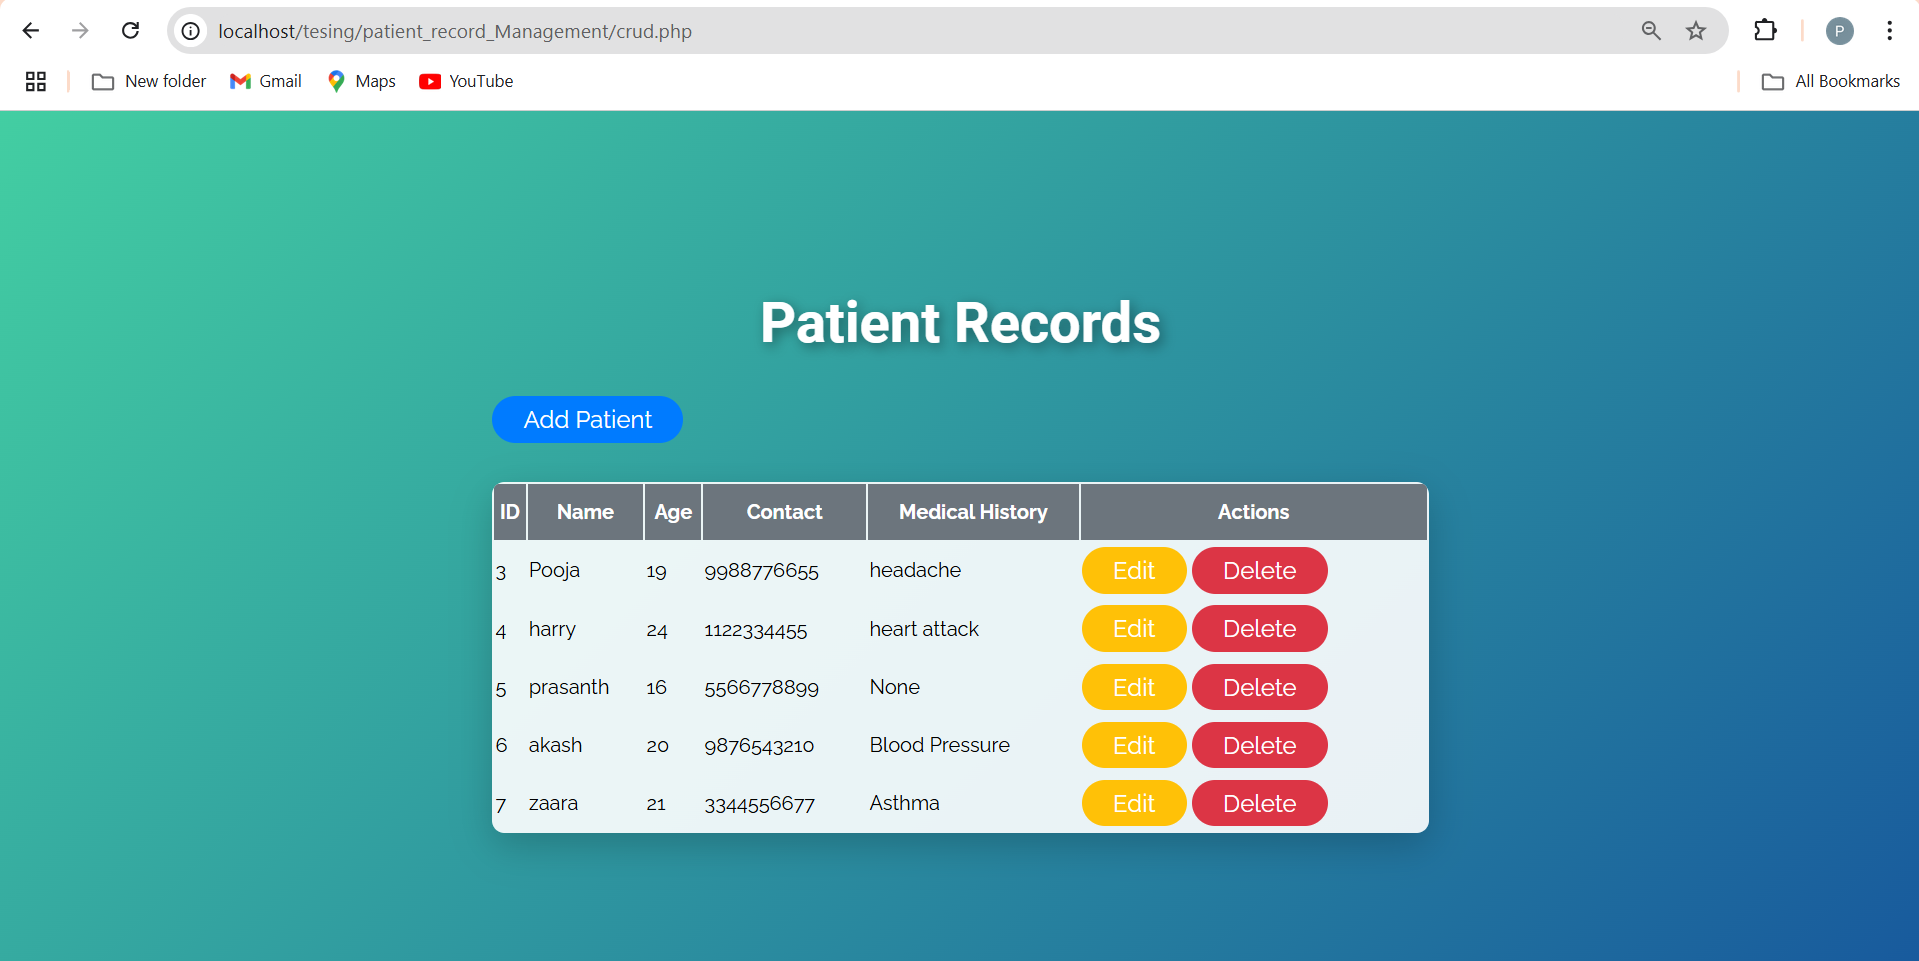 localhost/tesing/patient_record_Management/crud.php
P
New folder Gmail Maps YouTube All Bookmarks
Patient Records
Add Patient
ID Name Age Contact Medical History Actions
3 Pooja 19 9988776655 headache Edit Delete
4 harry 24 1122334455 heart attack Edit Delete
5 prasanth 16 5566778899 None Edit Delete
6 akash 20 9876543210 Blood Pressure Edit Delete
7 zaara 21 3344556677 Asthma Edit Delete